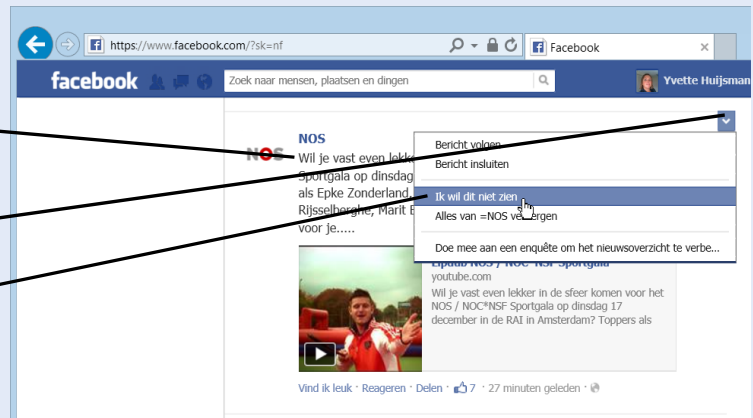 https://www.facebook.com/?sk=nf
Facebook
facebook
Zoek naar mensen, plaatsen en dingen
Yvette Huijsman
NOS
NOS
Wil je vast even lekke
Sportgala op dinsdag
als Epke Zonderland,
Rijsselberghe, Marit
voor je.....
Bericht volgen
Bericht insluiten
Ik wil dit niet zien
Alles van =NOS verbergen
Doe mee aan een enquête om het nieuwsoverzicht te verbe...
Lipdub NOS / NOC*NSF Sportgala
youtube.com
Wil je vast even lekker in de sfeer komen voor het
NOS / NOC*NSF Sportgala op dinsdag 17
december in de RAI in Amsterdam? Toppers als
Vind ik leuk · Reageren · Delen · 7 · 27 minuten geleden ·